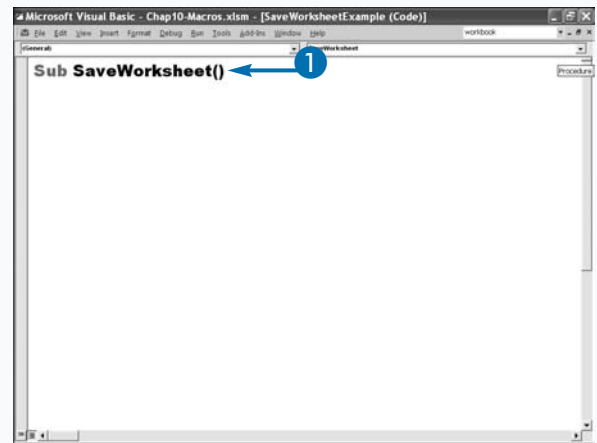 Microsoft Visual Basic - Chap10-Macros.xlsm - [SaveWorksheetExample (Code)]
File Edit View Insert Format Debug Run Tools Add-Ins Window Help
workbook
(General)
SaveWorksheet
Procedure
Sub SaveWorksheet()
1